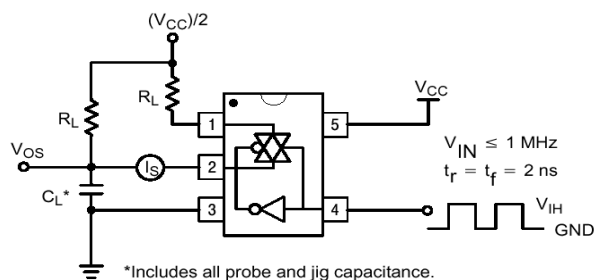 (V_CC)/2
R_L
R_L
V_CC
1
5
V_OS
I_S
2
V_IN ≤ 1 MHz
t_r = t_f = 2 ns
C_L*
3
4
V_IH
GND
*Includes all probe and jig capacitance.